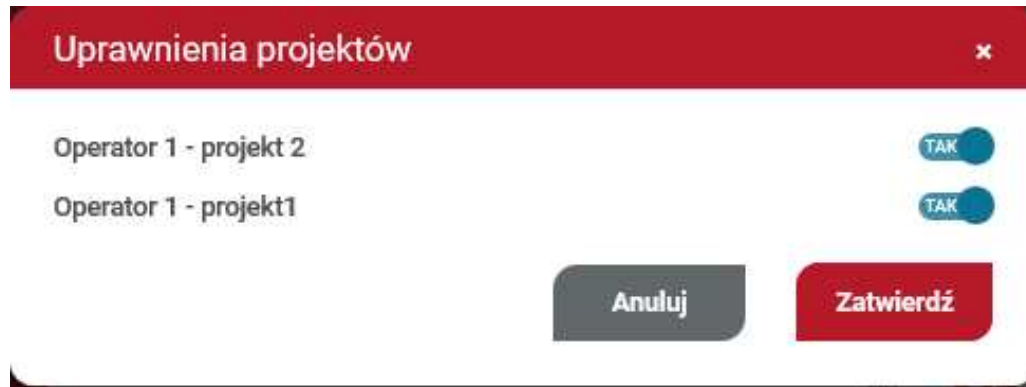 Uprawnienia projektów
Operator 1 - projekt 2 TAK
Operator 1 - projekt1 TAK
Anuluj Zatwierdź